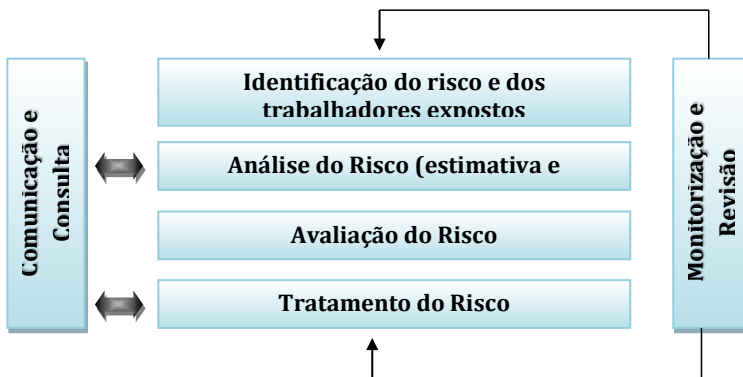 Comunicação e
Consulta
Identificação do risco e dos
trabalhadores expostos
Análise do Risco (estimativa e
Avaliação do Risco
Tratamento do Risco
Monitorização e
Revisão